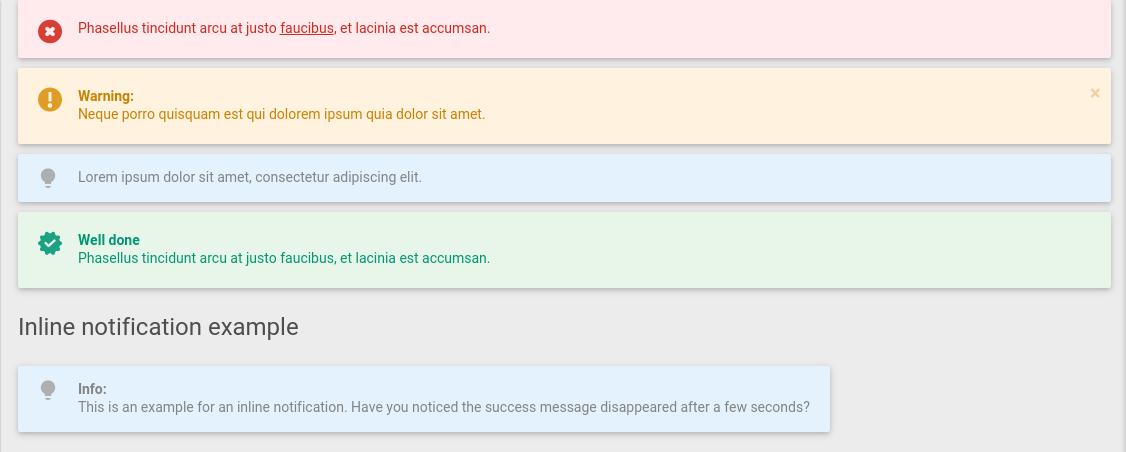 Phasellus tincidunt arcu at justo faucibus, et lacinia est accumsan.
Warning:
×
Neque porro quisquam est qui dolorem ipsum quia dolor sit amet.
Lorem ipsum dolor sit amet, consectetur adipiscing elit.
Well done
Phasellus tincidunt arcu at justo faucibus, et lacinia est accumsan.
Inline notification example
Info:
This is an example for an inline notification. Have you noticed the success message disappeared after a few seconds?